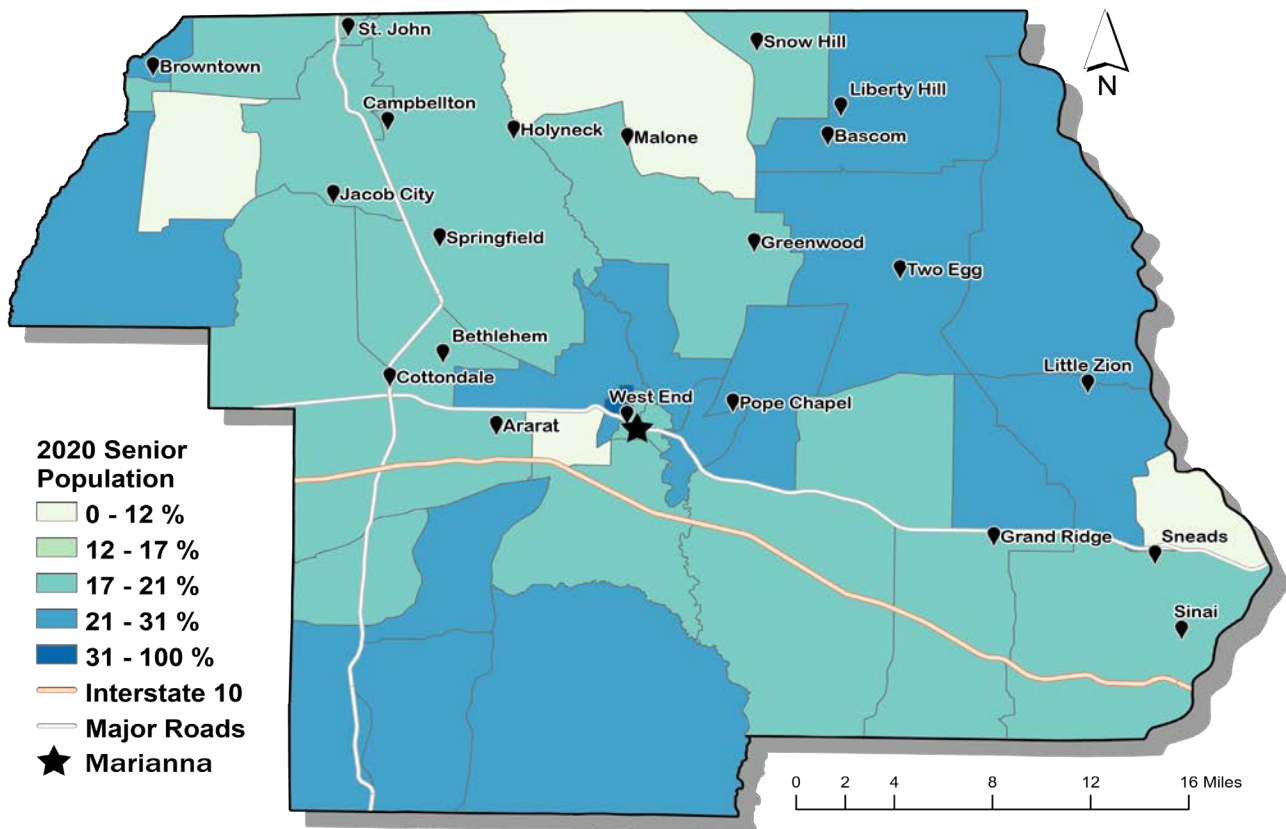 St. John
Snow Hill
Browntown
N
Liberty Hill
Campbellton
Holyneck
Malone
Bascom
Jacob City
Springfield
Greenwood
Two Egg
Bethlehem
Little Zion
Cottondale
West End
Pope Chapel
Ararat
2020 Senior
Population
0 - 12 %
12 - 17 %
17 - 21 %
21 - 31 %
31 - 100 %
Interstate 10
Major Roads
Marianna
Grand Ridge
Sneads
Sinai
0 2 4 8 12 16 Miles